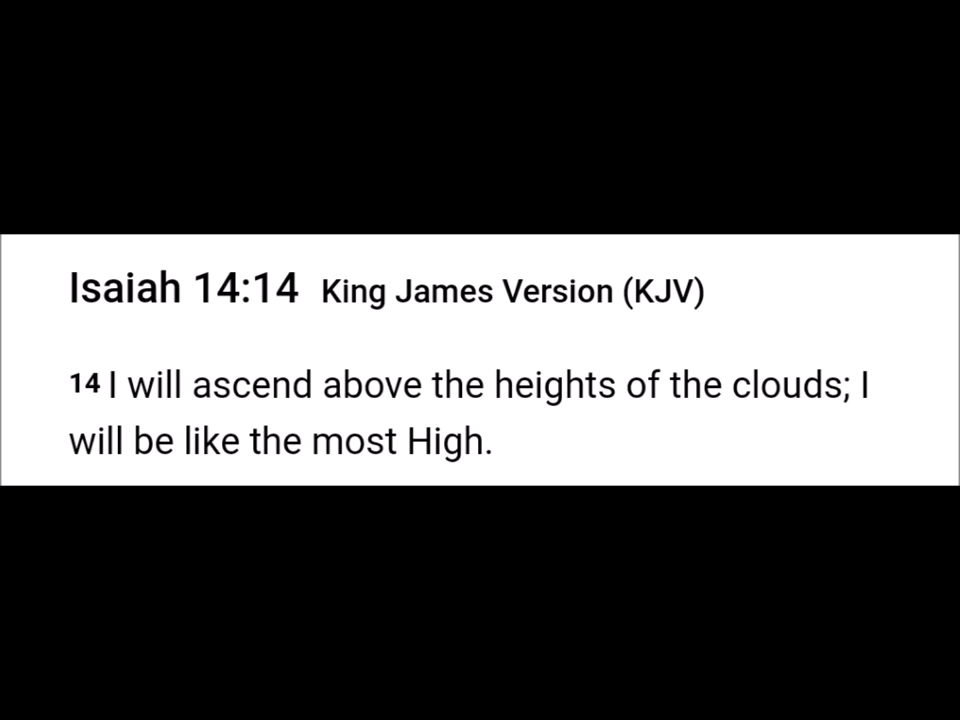 Isaiah 14:14 King James Version (KJV)
14 I will ascend above the heights of the clouds; I
will be like the most High.